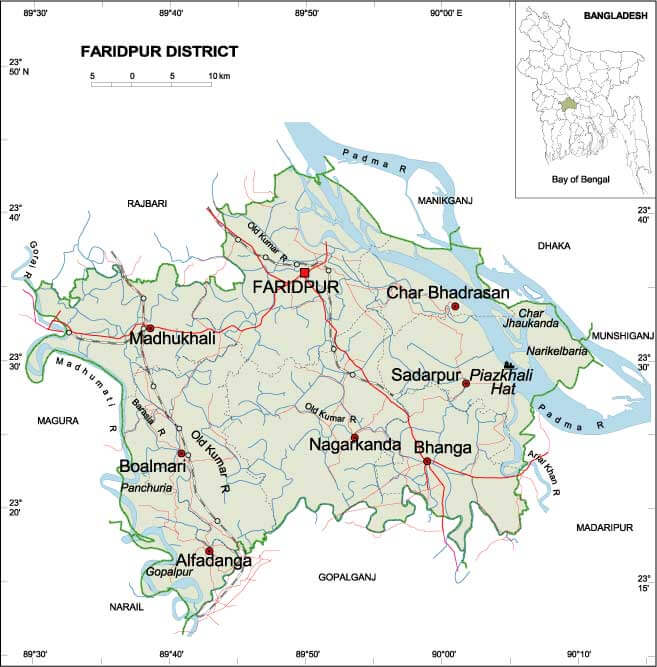 89°30'
89°40'
89°50'
90°00' E
BANGLADESH
FARIDPUR DISTRICT
5 0 5 10 km
23°
50' N
Bay of Bengal
Padma R
MANIKGANJ
RAJBARI
23°
40'
23°
40'
Old Kumar R
DHAKA
Gorai R
FARIDPUR
Char Bhadrasan
Char
Jhaukanda
MUNSHIGANJ
Madhukhali
Narikelbaria
23°
30'
23°
30'
Madhumati R
Sadarpur
Piazkhali
Hat
Padma R
MAGURA
Barasia R
Old Kumar R
Old Kumar R
Nagarkanda
Bhanga
Boalmari
Arial Khan R
Panchuria
23°
20'
MADARIPUR
Alfadanga
Gopalpur
GOPALGANJ
23°
15'
NARAIL
89°30'
89°40'
89°50'
90°00'
90°10'